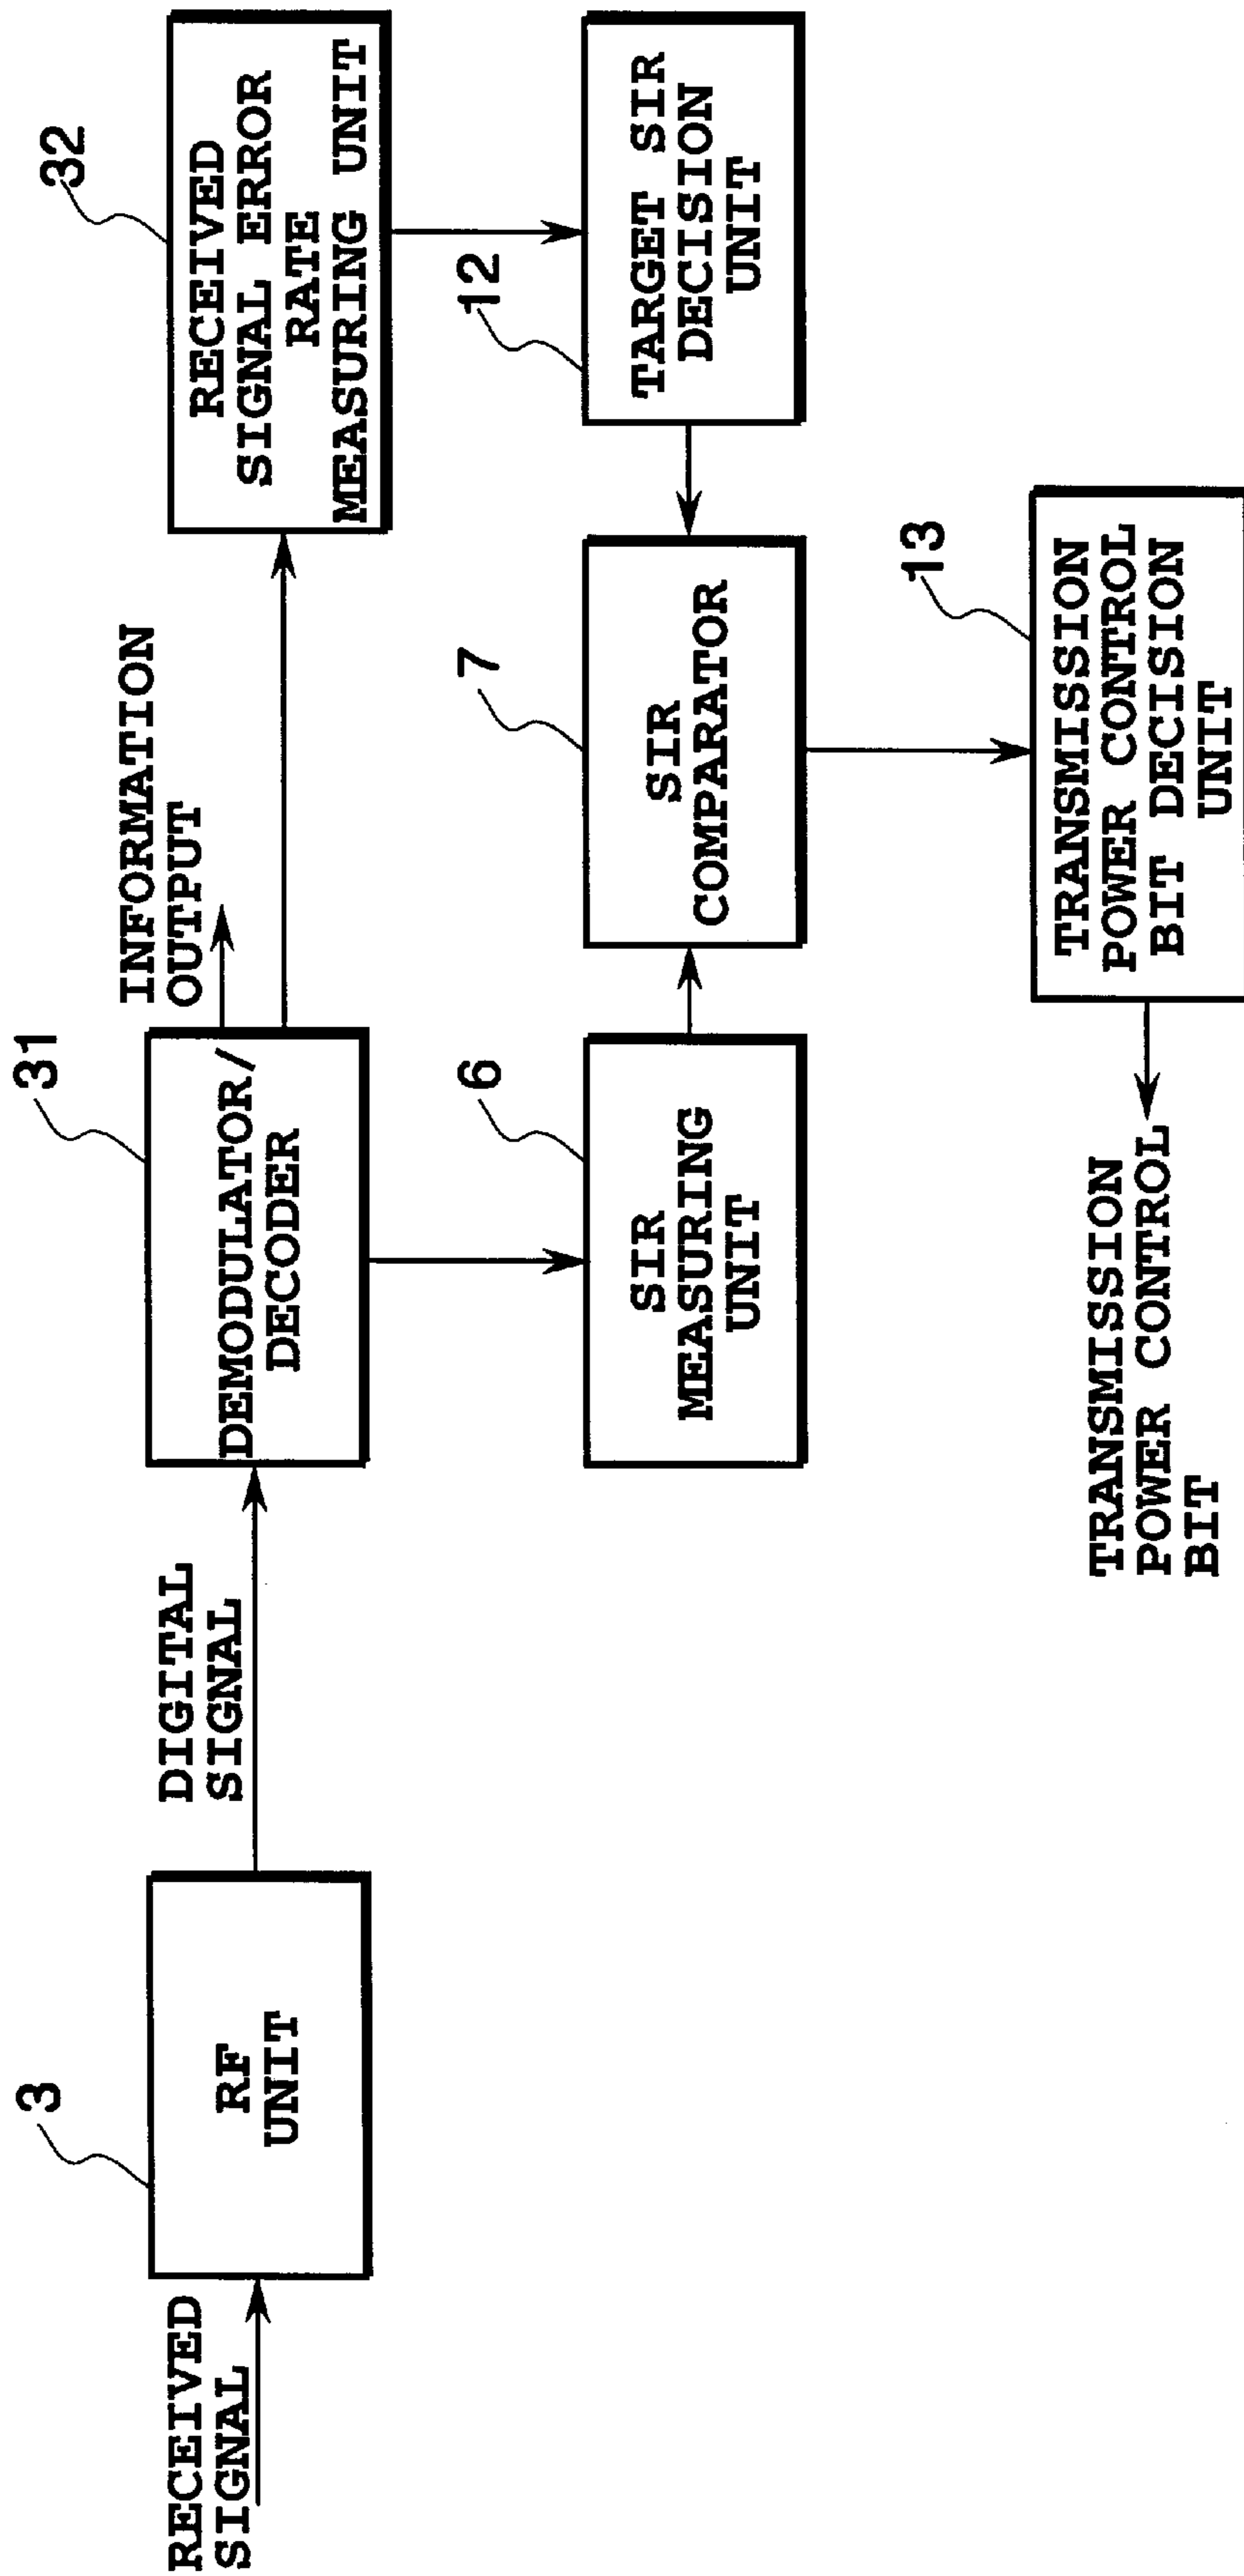 RECEIVED
SIGNAL
3
RF
UNIT
DIGITAL
SIGNAL
31
DEMODULATOR/
DECODER
INFORMATION
OUTPUT
32
RECEIVED
SIGNAL ERROR
RATE
MEASURING UNIT
6
SIR
MEASURING
UNIT
7
SIR
COMPARATOR
12
TARGET SIR
DECISION
UNIT
13
TRANSMISSION
POWER CONTROL
BIT DECISION
UNIT
TRANSMISSION
POWER CONTROL
BIT